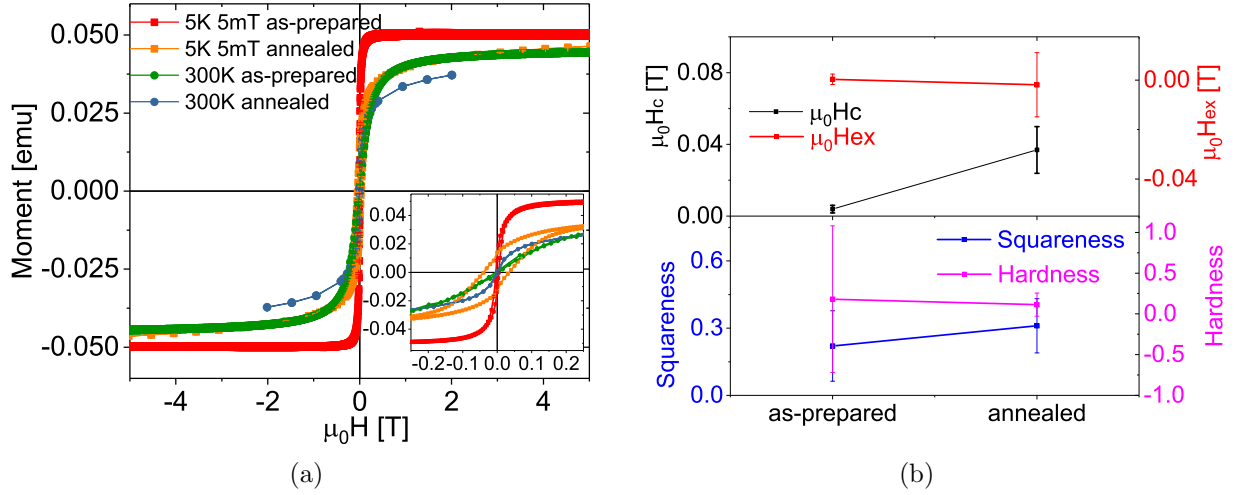 (a)
5K 5mT as-prepared
5K 5mT annealed
300K as-prepared
300K annealed
Moment [emu]
0.050
0.025
0.000
-0.025
-0.050
-4 -2 0 2 4
μ0H [T]
0.04
0.02
0.00
-0.02
-0.04
-0.2 -0.1 0.0 0.1 0.2
(b)
μ0Hc [T]
0.08
0.04
0.00
μ0Hc
μ0Hex
0.00
-0.04
μ0Hex [T]
Squareness
0.6
0.3
0.0
Squareness
Hardness
1.0
0.5
0.0
-0.5
-1.0
Hardness
as-prepared annealed
(a)
(b)